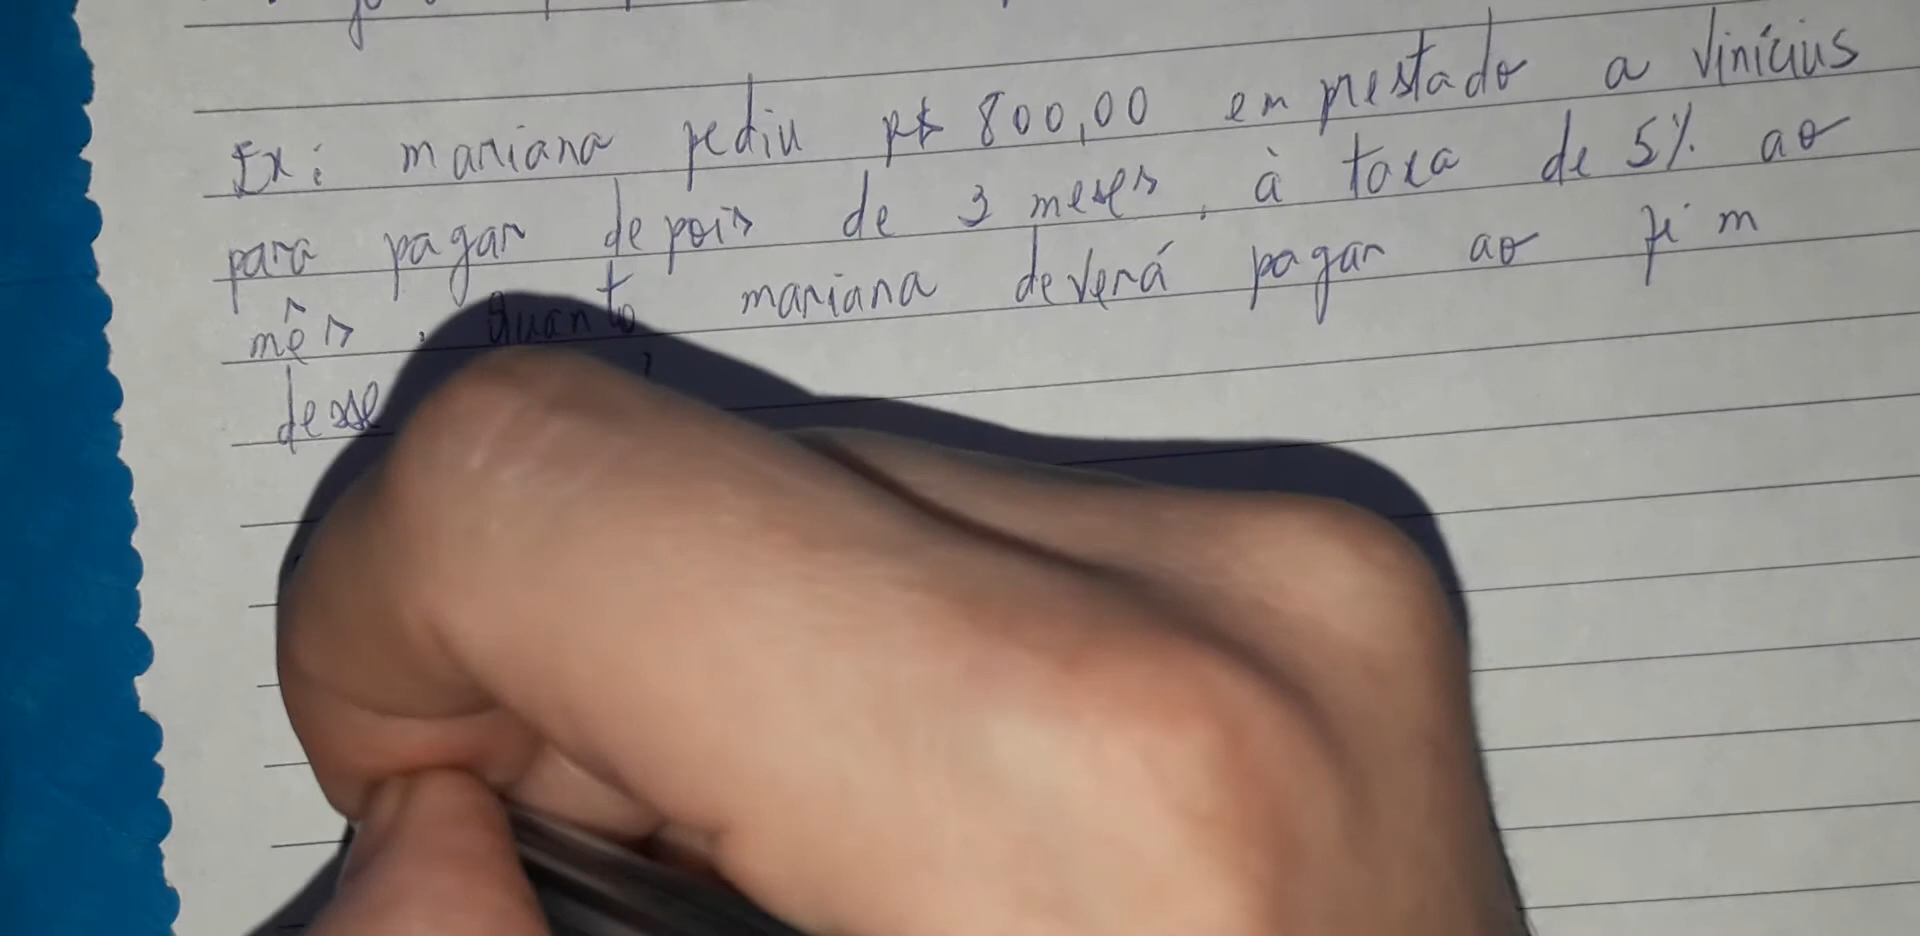 Ex: mariana pediu R$ 800,00 emprestado a Vinícius
para pagar depois de 3 meses, à taxa de 5% ao
mês. Quanto mariana deverá pagar ao fim
desse